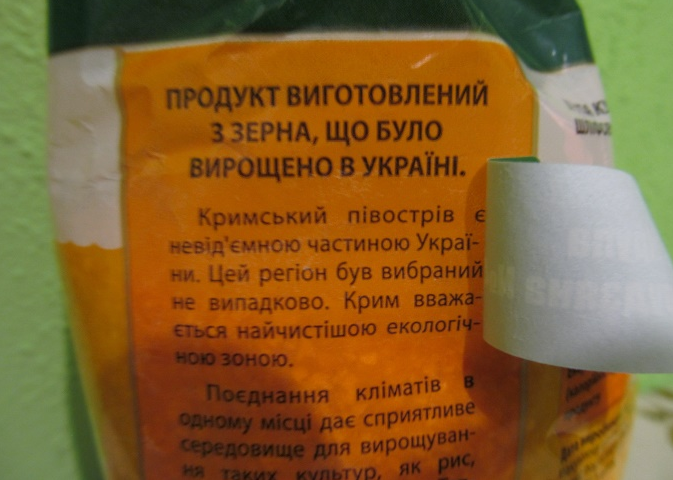 ПРОДУКТ ВИГОТОВЛЕНИЙ
З ЗЕРНА, ЩО БУЛО
ВИРОЩЕНО В УКРАЇНІ.
Кримський півострів є
невід'ємною частиною Украї-
ни. Цей регіон був вибраний
не випадково. Крим вважа-
ється найчистішою екологіч-
ною зоною.
Поєднання кліматів в
одному місці дає сприятливе
середовище для вирощуван-
ня таких культур, як рис,